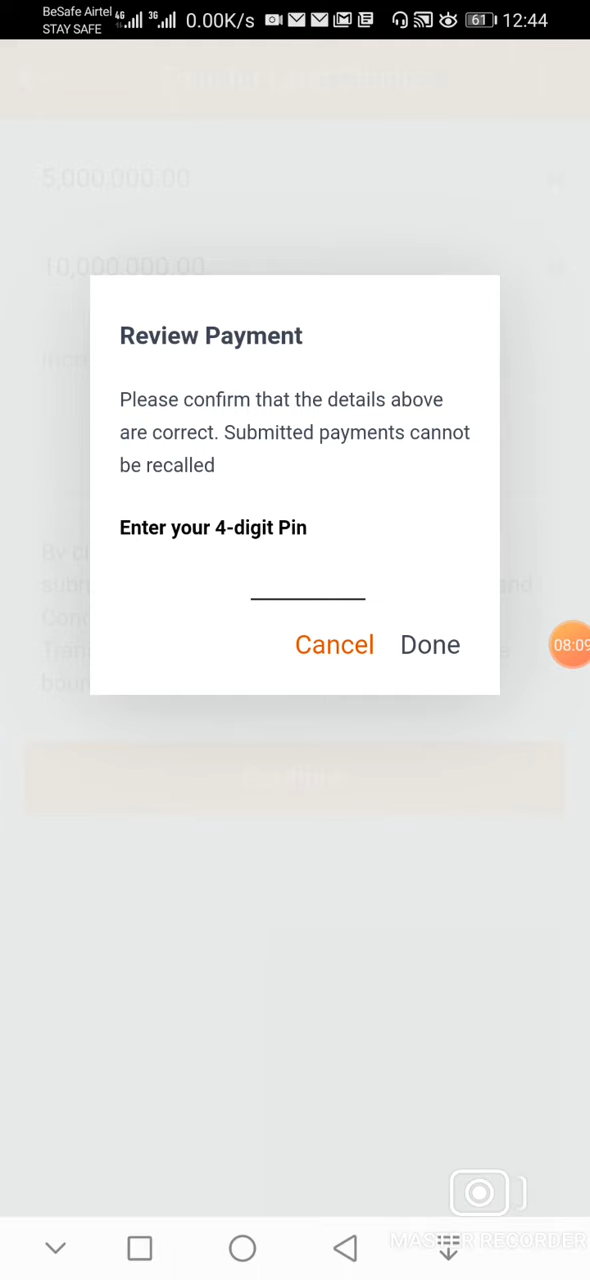 BeSafe Airtel 4G 3G 0.00K/s 61 12:44
STAY SAFE
5,000,000.00
10,000,000.00
Review Payment
Please confirm that the details above
are correct. Submitted payments cannot
be recalled
Enter your 4-digit Pin
Cancel Done
08:09
MASTER RECORDER